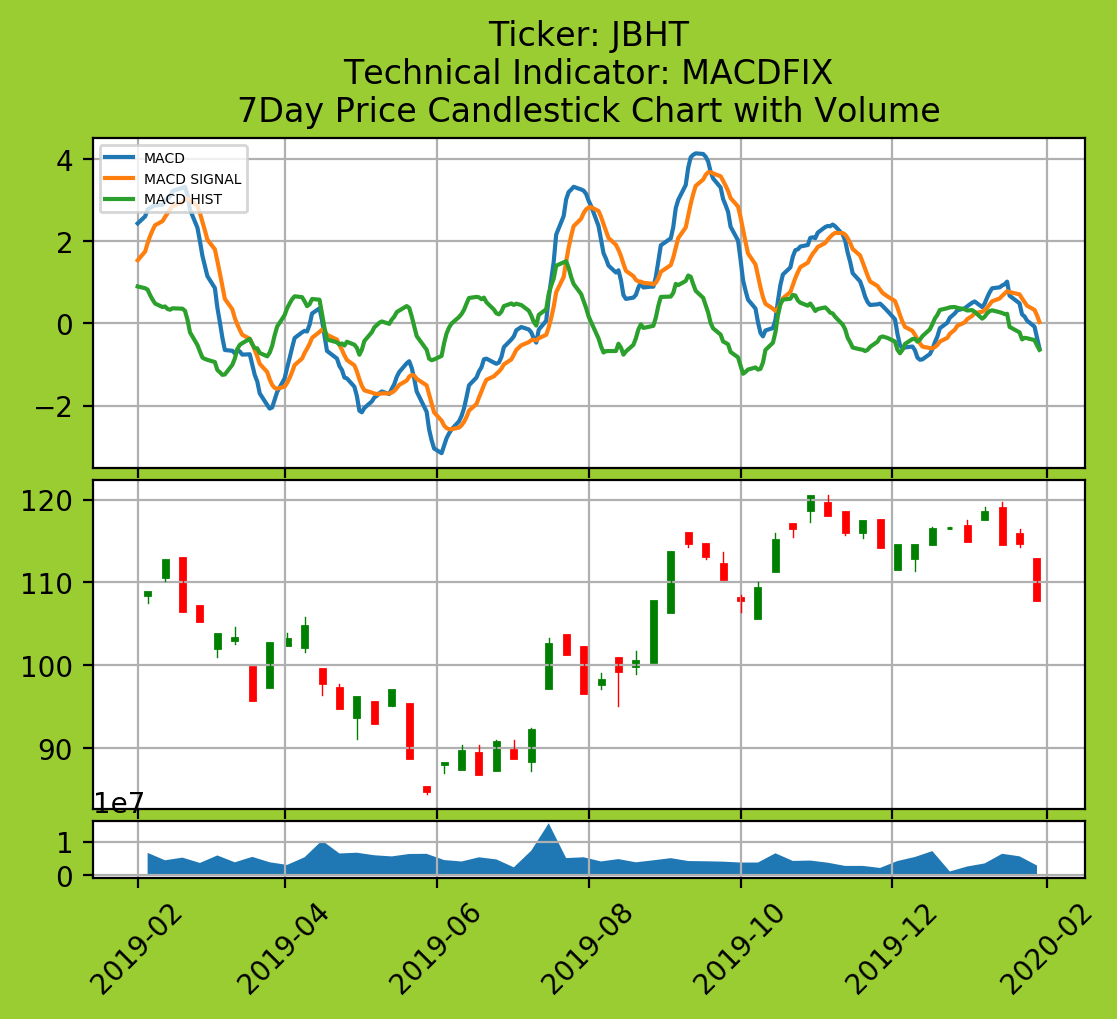 Ticker: JBHT
Technical Indicator: MACDFIX
7Day Price Candlestick Chart with Volume
MACD
MACD SIGNAL
MACD HIST
4
2
0
−2
120
110
100
90
1e7
1
0
2019-02
2019-04
2019-06
2019-08
2019-10
2019-12
2020-02